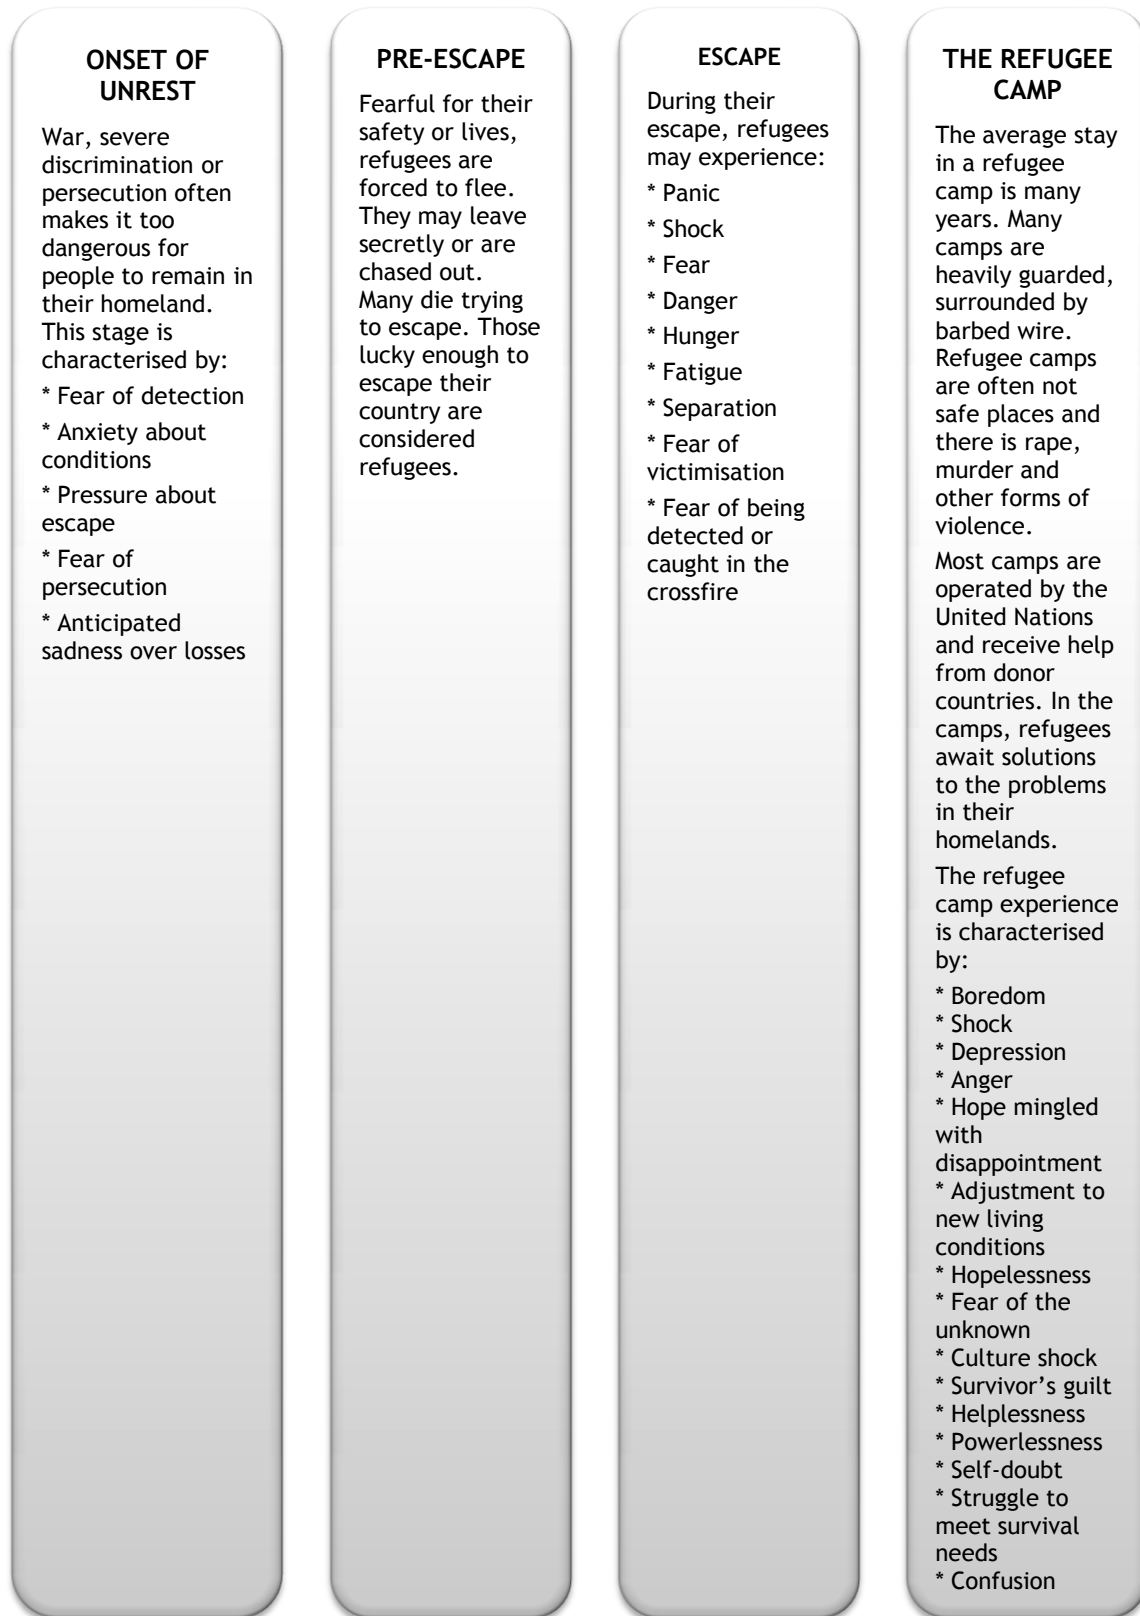 ONSET OF
UNREST
War, severe
discrimination or
persecution often
makes it too
dangerous for
people to remain in
their homeland.
This stage is
characterised by:
* Fear of detection
* Anxiety about
conditions
* Pressure about
escape
* Fear of
persecution
* Anticipated
sadness over losses
PRE-ESCAPE
Fearful for their
safety or lives,
refugees are
forced to flee.
They may leave
secretly or are
chased out.
Many die trying
to escape. Those
lucky enough to
escape their
country are
considered
refugees.
ESCAPE
During their
escape, refugees
may experience:
* Panic
* Shock
* Fear
* Danger
* Hunger
* Fatigue
* Separation
* Fear of
victimisation
* Fear of being
detected or
caught in the
crossfire
THE REFUGEE
CAMP
The average stay
in a refugee
camp is many
years. Many
camps are
heavily guarded,
surrounded by
barbed wire.
Refugee camps
are often not
safe places and
there is rape,
murder and
other forms of
violence.
Most camps are
operated by the
United Nations
and receive help
from donor
countries. In the
camps, refugees
await solutions
to the problems
in their
homelands.
The refugee
camp experience
is characterised
by:
* Boredom
* Shock
* Depression
* Anger
* Hope mingled
with
disappointment
* Adjustment to
new living
conditions
* Hopelessness
* Fear of the
unknown
* Culture shock
* Survivor’s guilt
* Helplessness
* Powerlessness
* Self-doubt
* Struggle to
meet survival
needs
* Confusion